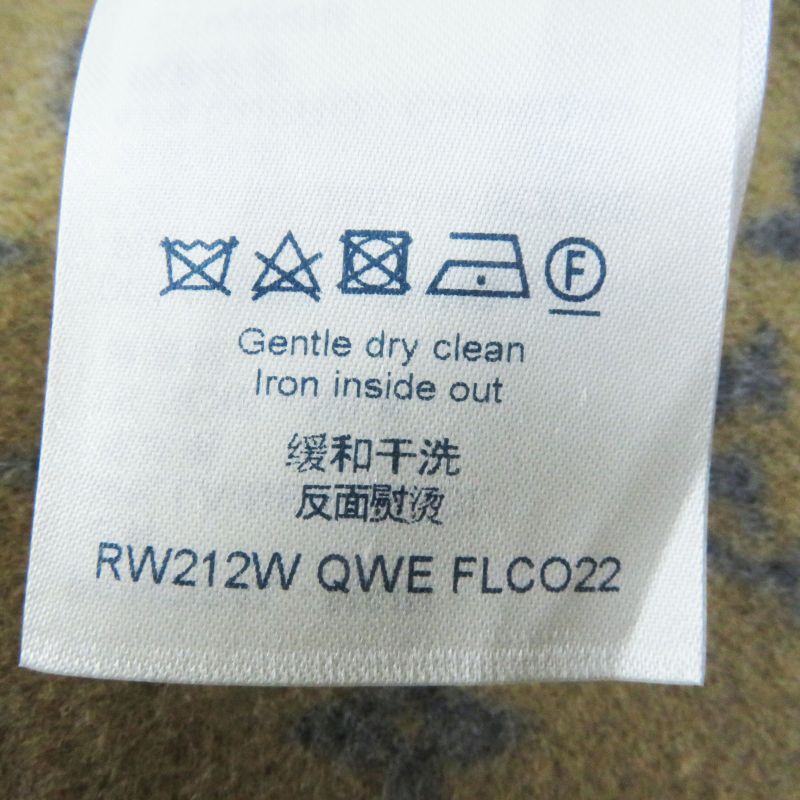 F
Gentle dry clean
Iron inside out
缓和干洗
反面熨烫
RW212W QWE FLCO22